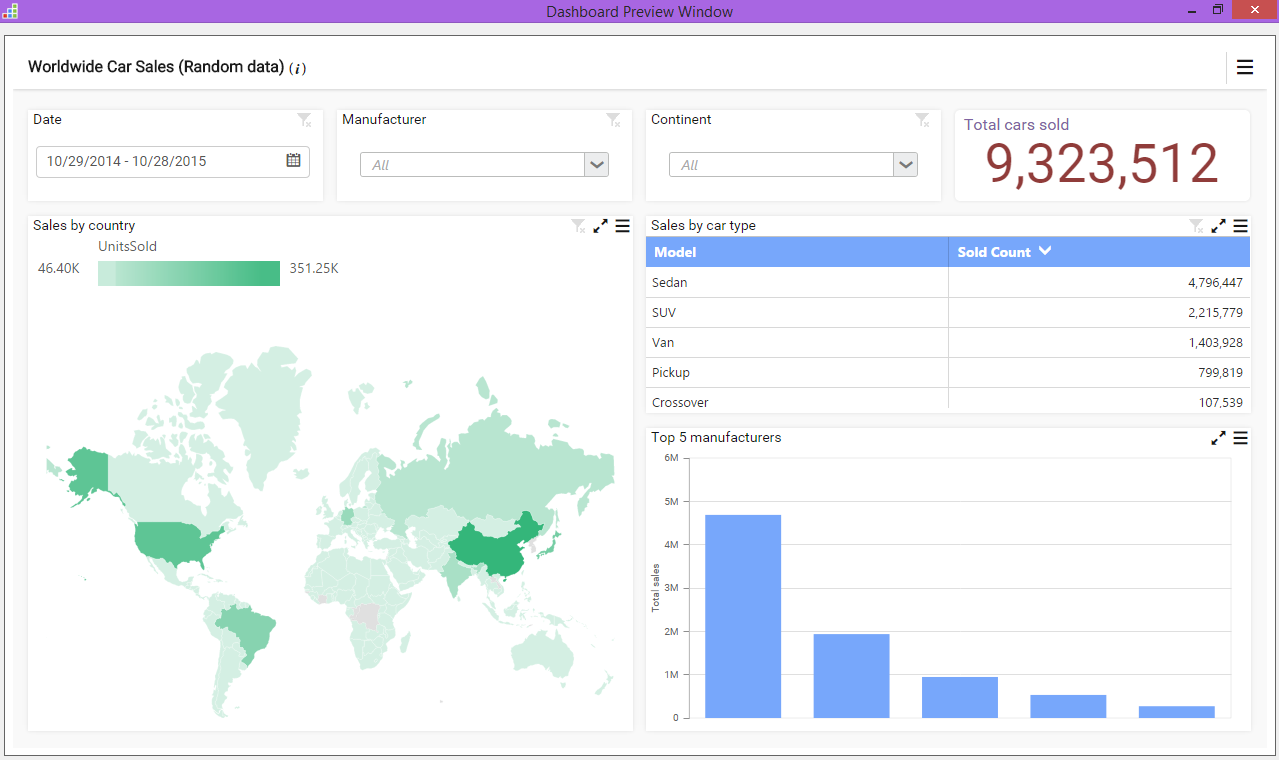 Dashboard Preview Window
Worldwide Car Sales (Random data) (i)
Date
10/29/2014 - 10/28/2015
Manufacturer
All
Continent
All
Total cars sold
9,323,512
Sales by country
UnitsSold
46.40K
351.25K
Sales by car type
Model Sold Count
Sedan 4,796,447
SUV 2,215,779
Van 1,403,928
Pickup 799,819
Crossover 107,539
Top 5 manufacturers
Total sales
6M
5M
4M
3M
2M
1M
0